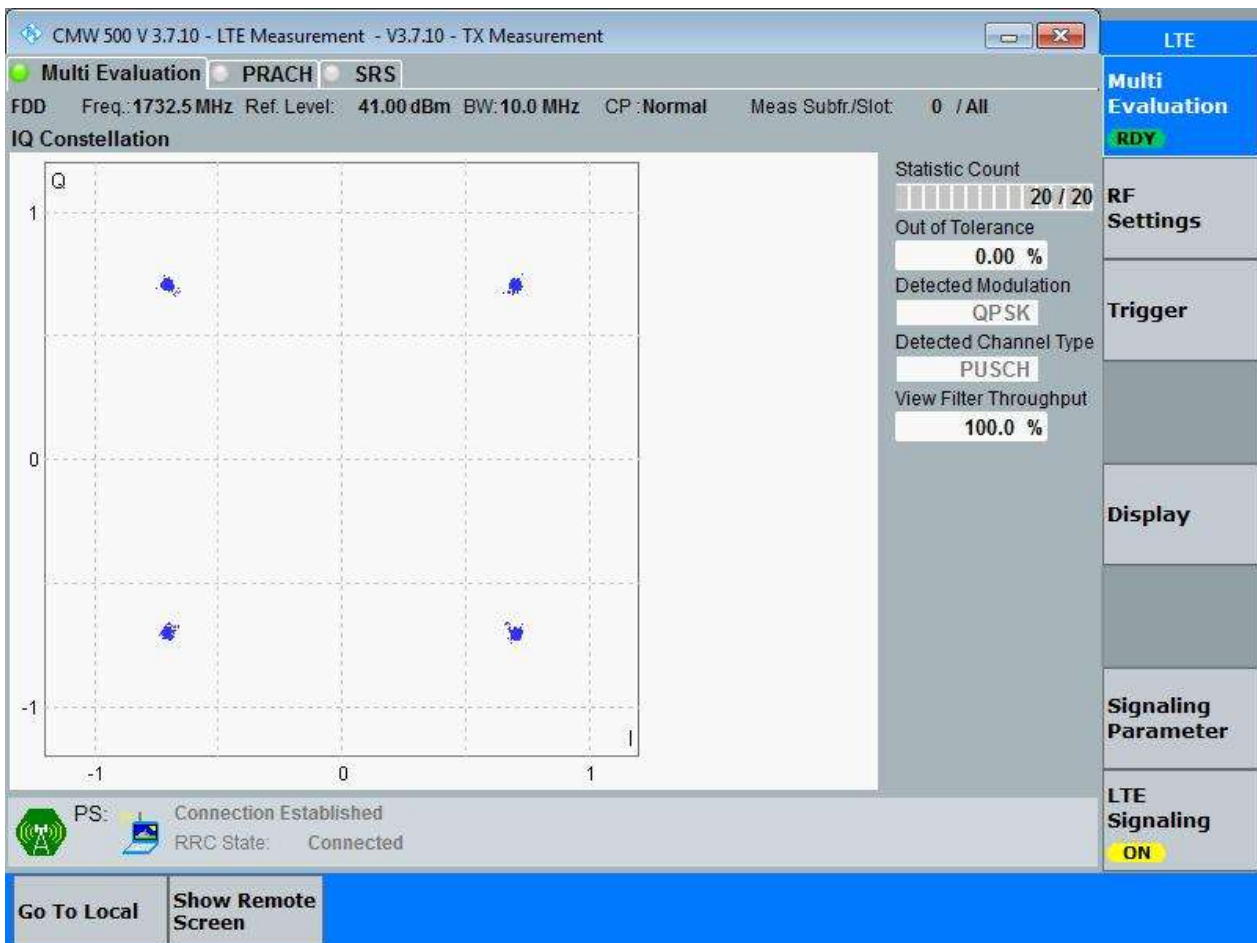 CMW 500 V 3.7.10 - LTE Measurement - V3.7.10 - TX Measurement
Multi Evaluation PRACH SRS
FDD Freq.:1732.5 MHz Ref. Level: 41.00 dBm BW:10.0 MHz CP :Normal Meas Subfr./Slot: 0 / All
IQ Constellation
Q
1
0
-1
I
-1 0 1
Statistic Count
20 / 20
Out of Tolerance
0.00 %
Detected Modulation
QPSK
Detected Channel Type
PUSCH
View Filter Throughput
100.0 %
PS: Connection Established
RRC State: Connected
LTE
Multi
Evaluation
RDY
RF
Settings
Trigger
Display
Signaling
Parameter
LTE
Signaling
ON
Go To Local
Show Remote
Screen